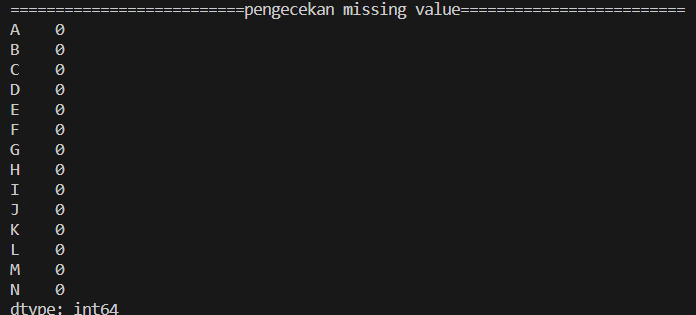 ==========================pengecekan missing value=========================
A    0
B    0
C    0
D    0
E    0
F    0
G    0
H    0
I    0
J    0
K    0
L    0
M    0
N    0
dtype: int64